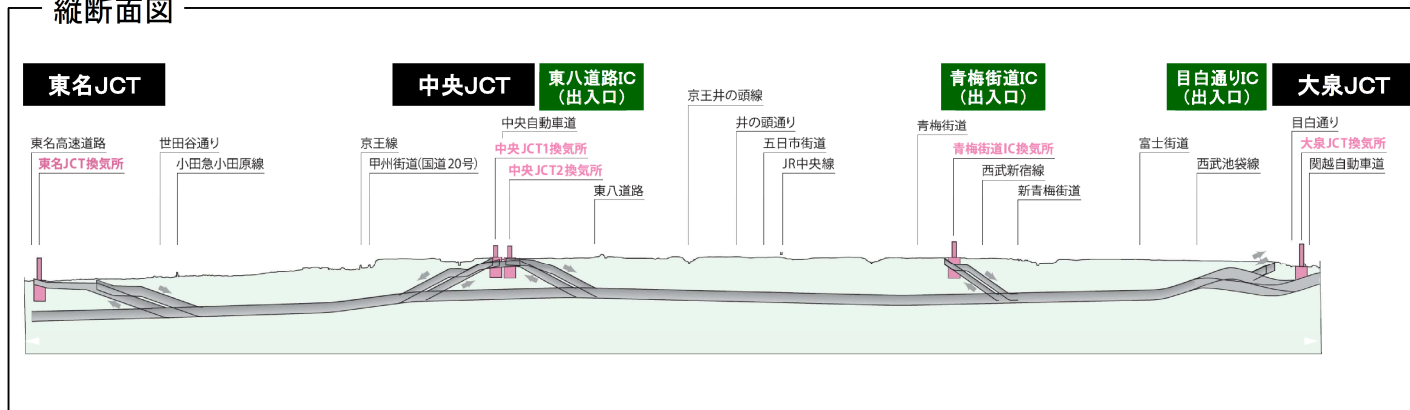 縦断面図
東名JCT
中央JCT
東八道路IC
(出入口)
青梅街道IC
(出入口)
目白通りIC
(出入口)
大泉JCT
東名高速道路
東名JCT換気所
世田谷通り
小田急小田原線
京王線
甲州街道(国道20号)
中央自動車道
中央JCT1換気所
中央JCT2換気所
東八道路
京王井の頭線
井の頭通り
五日市街道
JR中央線
青梅街道
青梅街道IC換気所
西武新宿線
新青梅街道
富士街道
西武池袋線
目白通り
大泉JCT換気所
関越自動車道